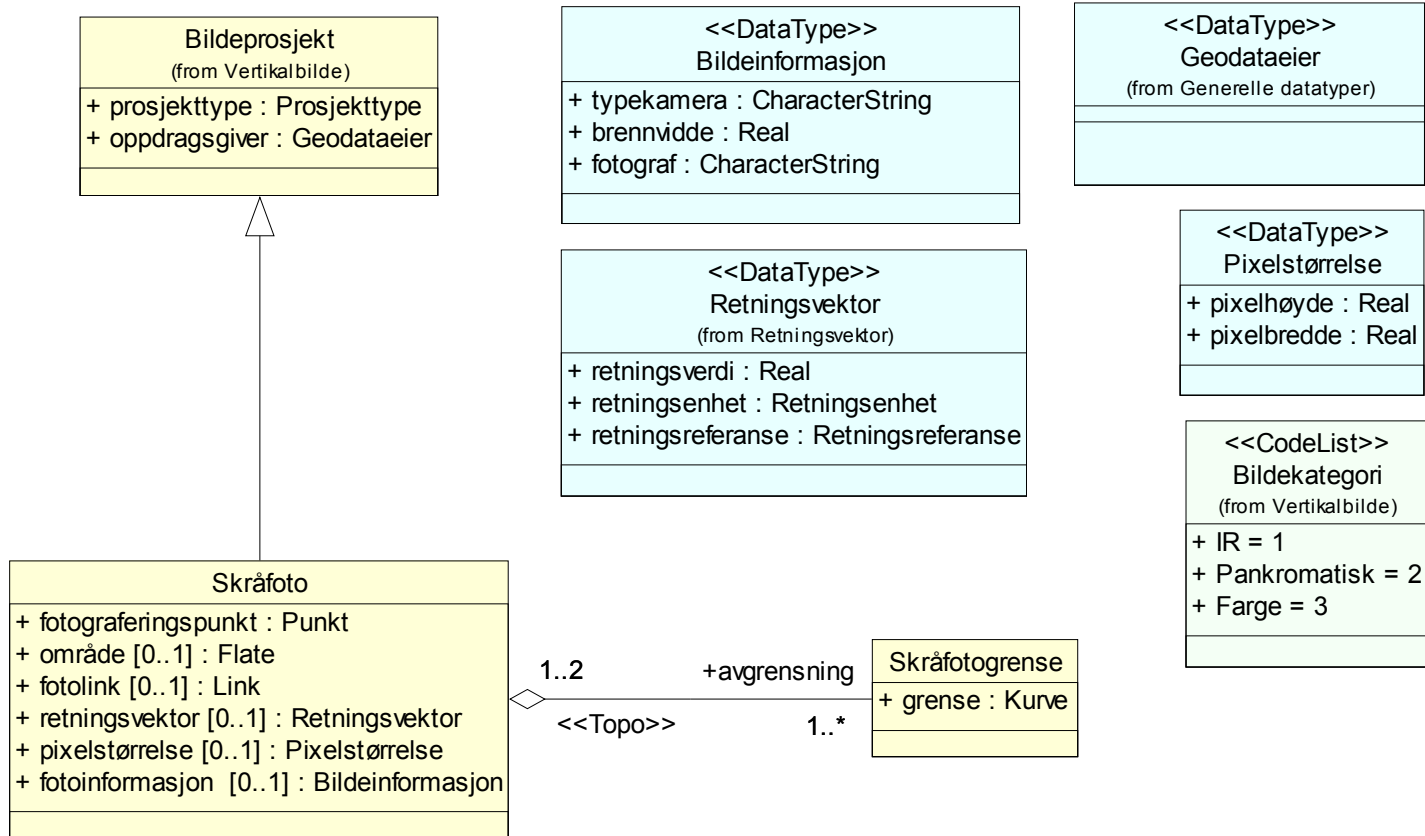 Bildeprosjekt
(from Vertikalbilde)
+ prosjekttype : Prosjekttype
+ oppdragsgiver : Geodataeier
<<DataType>>
Bildeinformasjon
+ typekamera : CharacterString
+ brennvidde : Real
+ fotograf : CharacterString
<<DataType>>
Geodataeier
(from Generelle datatyper)
<<DataType>>
Retningsvektor
(from Retningsvektor)
+ retningsverdi : Real
+ retningsenhet : Retningsenhet
+ retningsreferanse : Retningsreferanse
<<DataType>>
Pixelstørrelse
+ pixelhøyde : Real
+ pixelbredde : Real
<<CodeList>>
Bildekategori
(from Vertikalbilde)
+ IR = 1
+ Pankromatisk = 2
+ Farge = 3
Skråfoto
+ fotograferingspunkt : Punkt
+ område [0..1] : Flate
+ fotolink [0..1] : Link
+ retningsvektor [0..1] : Retningsvektor
+ pixelstørrelse [0..1] : Pixelstørrelse
+ fotoinformasjon [0..1] : Bildeinformasjon
1..2
+avgrensning
<<Topo>>
1..*
Skråfotogrense
+ grense : Kurve